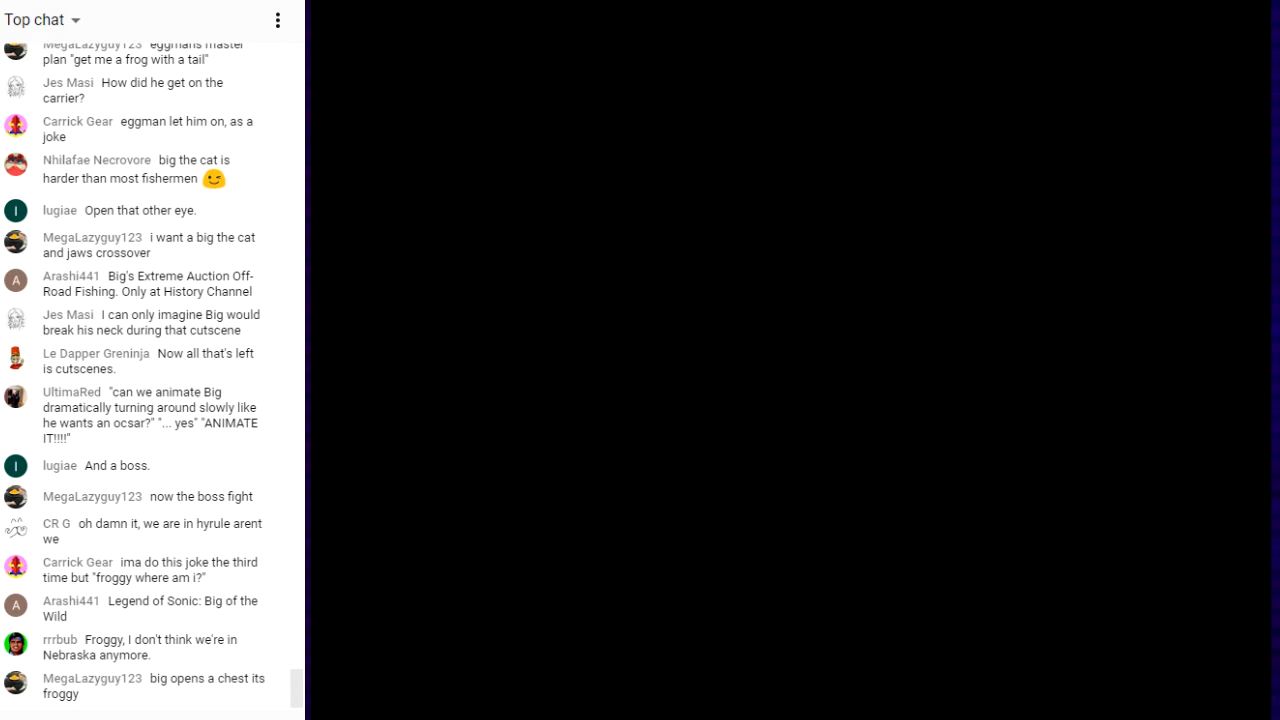 Top chat
MegaLazyguy123 eggmans master
plan "get me a frog with a tail"
Jes Masi How did he get on the
carrier?
Carrick Gear eggman let him on, as a
joke
Nhilafae Necrovore big the cat is
harder than most fishermen
lugiae Open that other eye.
MegaLazyguy123 i want a big the cat
and jaws crossover
Arashi441 Big's Extreme Auction Off-
Road Fishing. Only at History Channel
Jes Masi I can only imagine Big would
break his neck during that cutscene
Le Dapper Greninja Now all that's left
is cutscenes.
UltimaRed "can we animate Big
dramatically turning around slowly like
he wants an ocsar?" "... yes" "ANIMATE
IT!!!!"
lugiae And a boss.
MegaLazyguy123 now the boss fight
CR G oh damn it, we are in hyrule arent
we
Carrick Gear ima do this joke the third
time but "froggy where am i?"
Arashi441 Legend of Sonic: Big of the
Wild
rrrbub Froggy, I don't think we're in
Nebraska anymore.
MegaLazyguy123 big opens a chest its
froggy